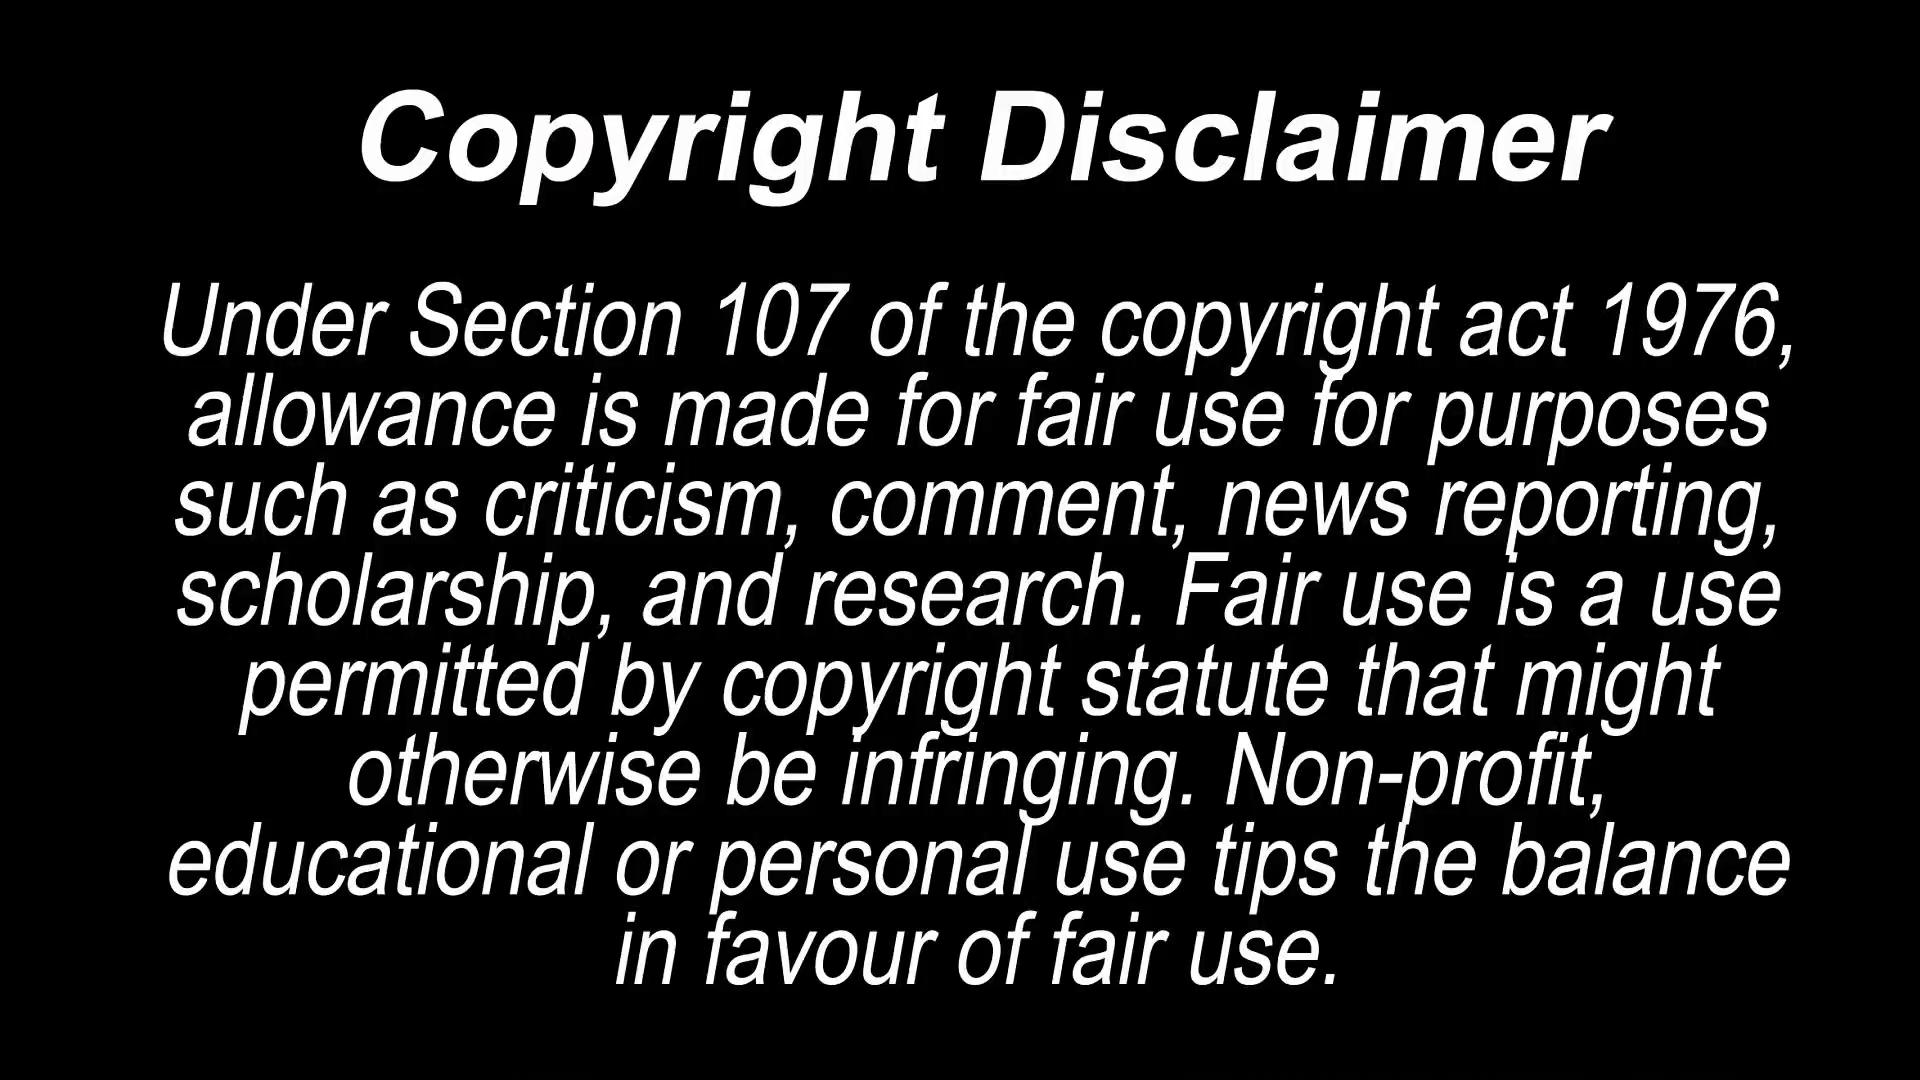 Copyright Disclaimer
Under Section 107 of the copyright act 1976,
allowance is made for fair use for purposes
such as criticism, comment, news reporting,
scholarship, and research. Fair use is a use
permitted by copyright statute that might
otherwise be infringing. Non-profit,
educational or personal use tips the balance
in favour of fair use.